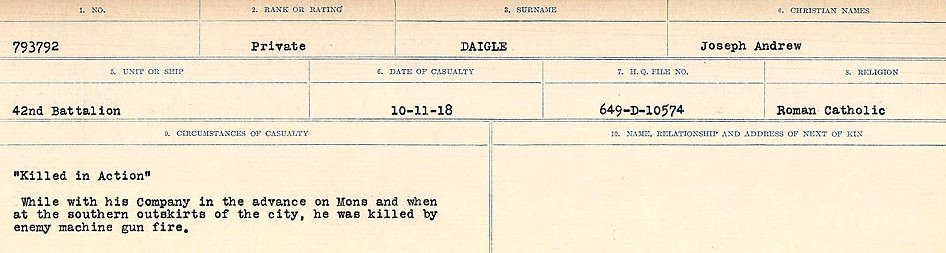 1. NO. 2. RANK OR RATING 3. SURNAME 4. CHRISTIAN NAMES
793792 Private DAIGLE Joseph Andrew
5. UNIT OR SHIP 6. DATE OF CASUALTY 7. H. Q. FILE NO. 8. RELIGION
42nd Battalion 10-11-18 649-D-10574 Roman Catholic
9. CIRCUMSTANCES OF CASUALTY 10. NAME, RELATIONSHIP AND ADDRESS OF NEXT OF KIN
"Killed in Action"
While with his Company in the advance on Mons and when
at the southern outskirts of the city, he was killed by
enemy machine gun fire.